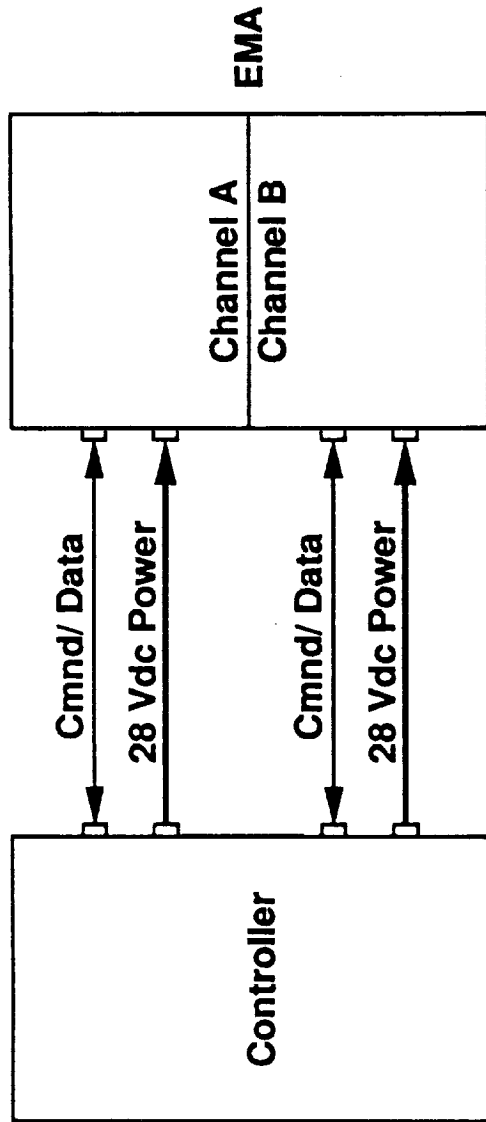 Controller
Cmnd/ Data
28 Vdc Power
Cmnd/ Data
28 Vdc Power
Channel A
Channel B
EMA